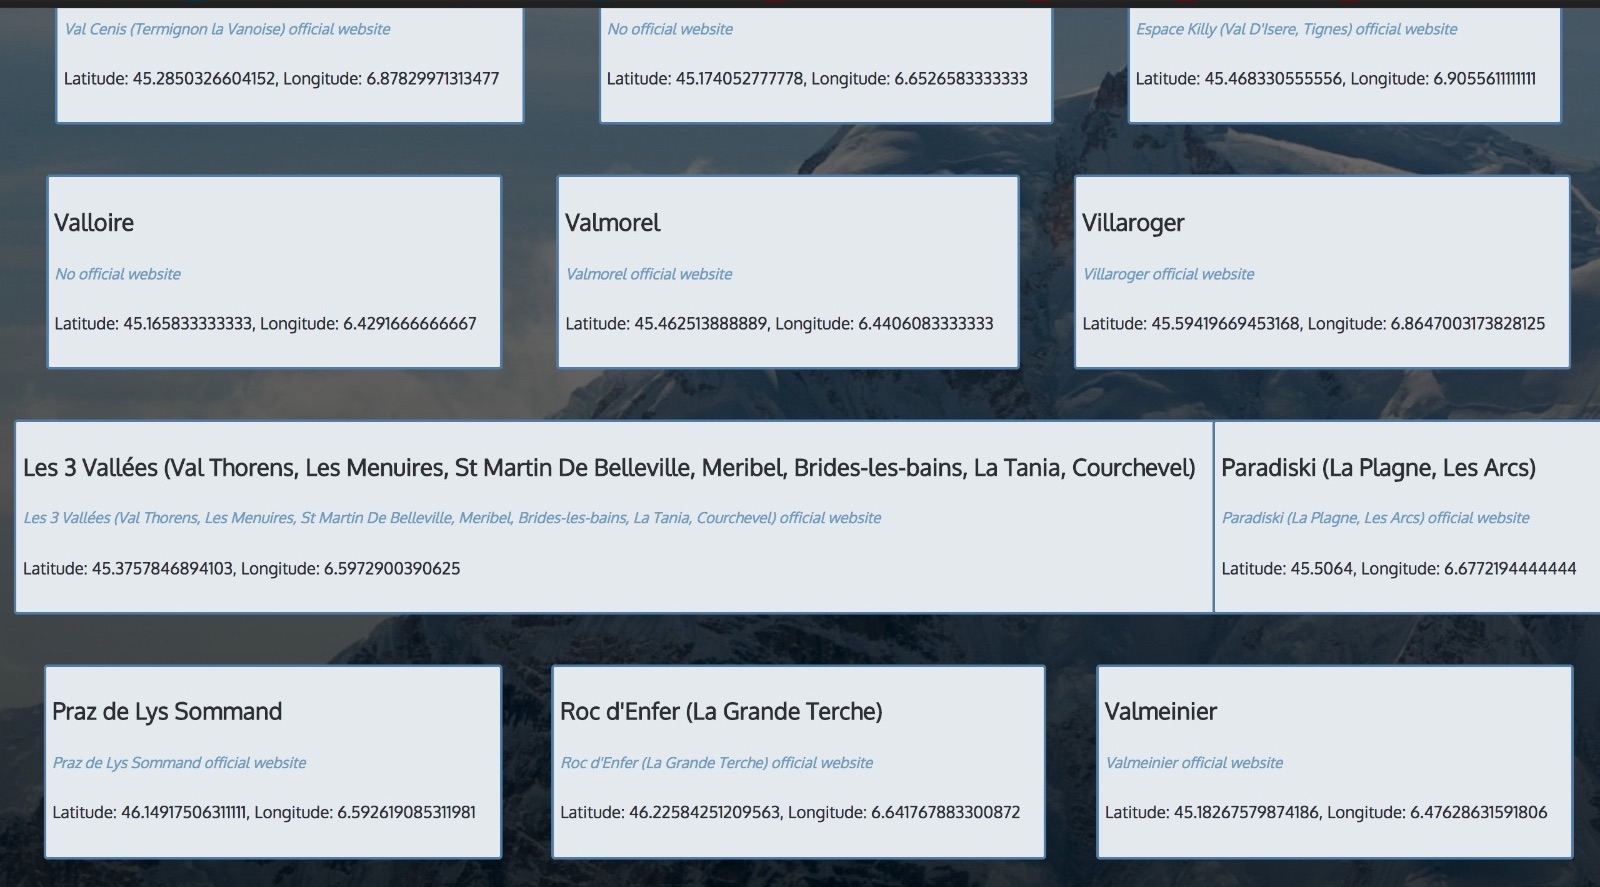 Val Cenis (Termignon la Vanoise) official website
Latitude: 45.2850326604152, Longitude: 6.87829971313477
No official website
Latitude: 45.174052777778, Longitude: 6.6526583333333
Espace Killy (Val D'Isere, Tignes) official website
Latitude: 45.468330555556, Longitude: 6.9055611111111
Valloire
No official website
Latitude: 45.165833333333, Longitude: 6.4291666666667
Valmorel
Valmorel official website
Latitude: 45.462513888889, Longitude: 6.4406083333333
Villaroger
Villaroger official website
Latitude: 45.59419669453168, Longitude: 6.8647003173828125
Les 3 Vallées (Val Thorens, Les Menuires, St Martin De Belleville, Meribel, Brides-les-bains, La Tania, Courchevel)
Les 3 Vallées (Val Thorens, Les Menuires, St Martin De Belleville, Meribel, Brides-les-bains, La Tania, Courchevel) official website
Latitude: 45.3757846894103, Longitude: 6.5972900390625
Paradiski (La Plagne, Les Arcs)
Paradiski (La Plagne, Les Arcs) official website
Latitude: 45.5064, Longitude: 6.6772194444444
Praz de Lys Sommand
Praz de Lys Sommand official website
Latitude: 46.14917506311111, Longitude: 6.592619085311981
Roc d'Enfer (La Grande Terche)
Roc d'Enfer (La Grande Terche) official website
Latitude: 46.22584251209563, Longitude: 6.641767883300872
Valmeinier
Valmeinier official website
Latitude: 45.18267579874186, Longitude: 6.47628631591806